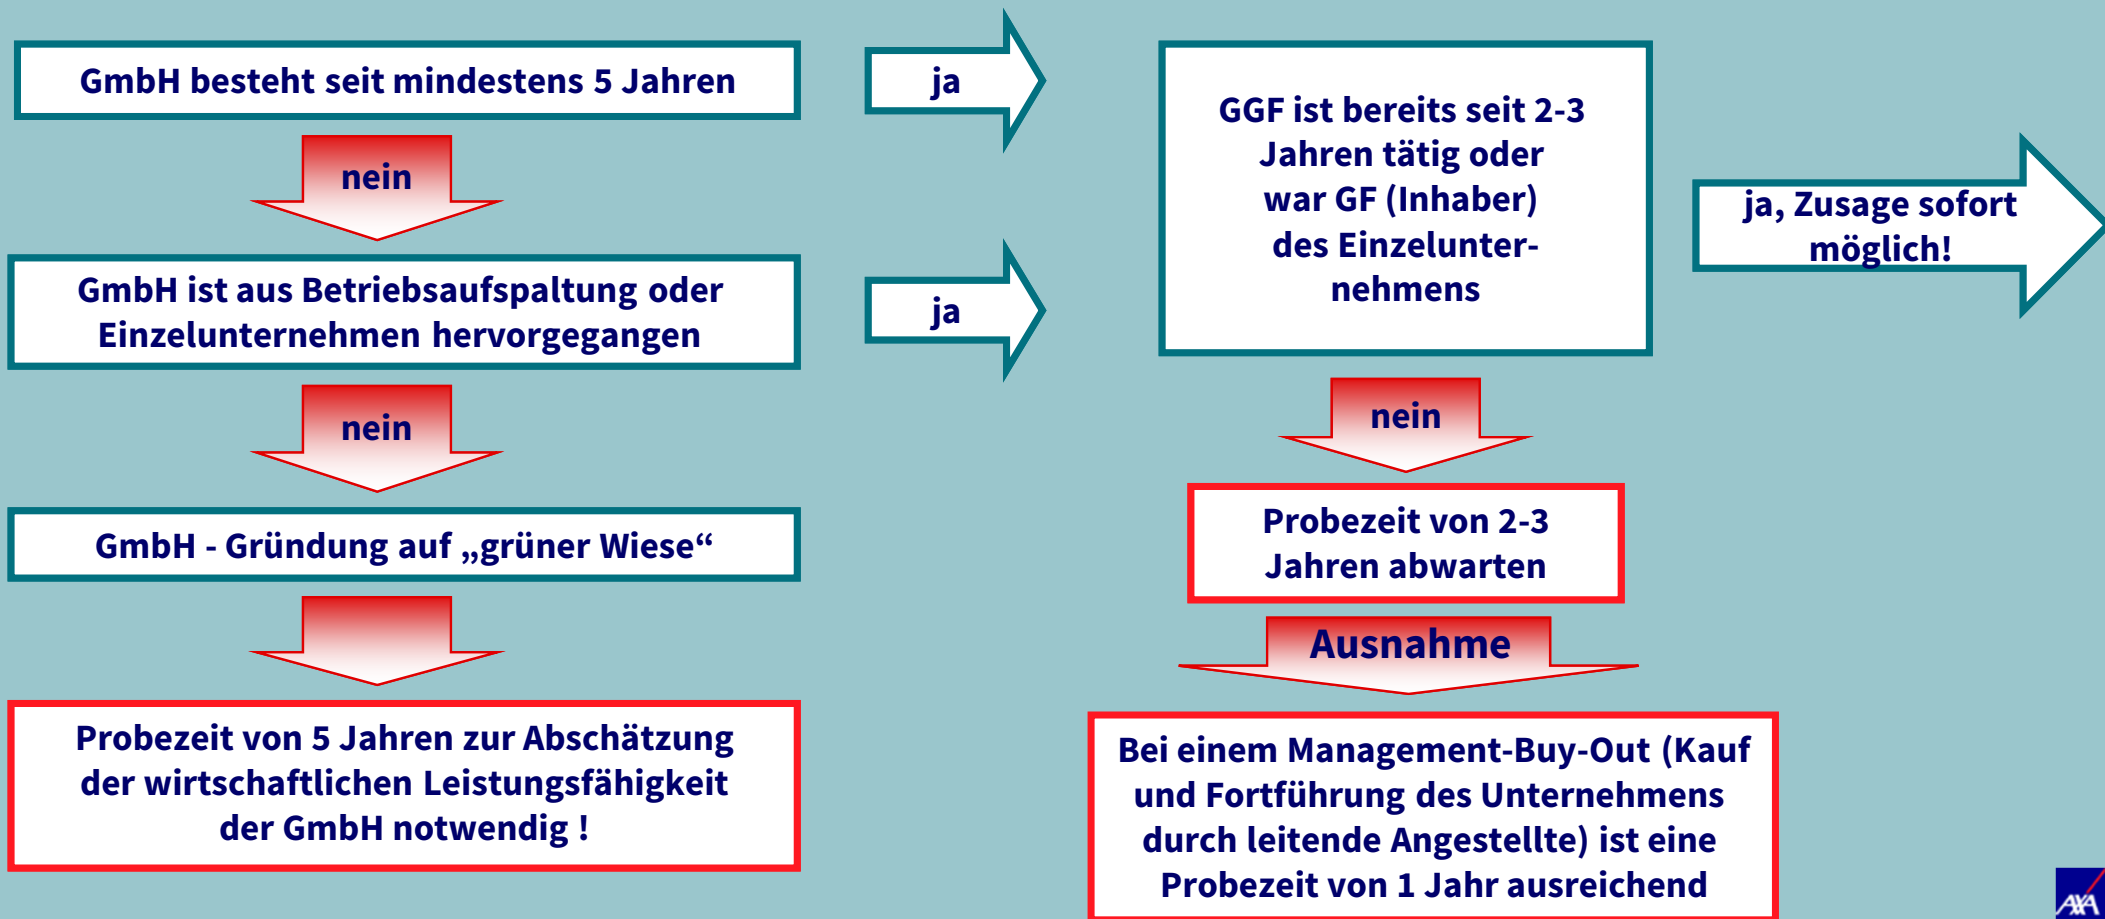 GmbH besteht seit mindestens 5 Jahren
ja
nein
GmbH ist aus Betriebsaufspaltung oder
Einzelunternehmen hervorgegangen
ja
nein
GmbH - Gründung auf „grüner Wiese“
Probezeit von 5 Jahren zur Abschätzung
der wirtschaftlichen Leistungsfähigkeit
der GmbH notwendig !
GGF ist bereits seit 2-3
Jahren tätig oder
war GF (Inhaber)
des Einzelunter-
nehmens
ja, Zusage sofort
möglich!
nein
Probezeit von 2-3
Jahren abwarten
Ausnahme
Bei einem Management-Buy-Out (Kauf
und Fortführung des Unternehmens
durch leitende Angestellte) ist eine
Probezeit von 1 Jahr ausreichend
AXA